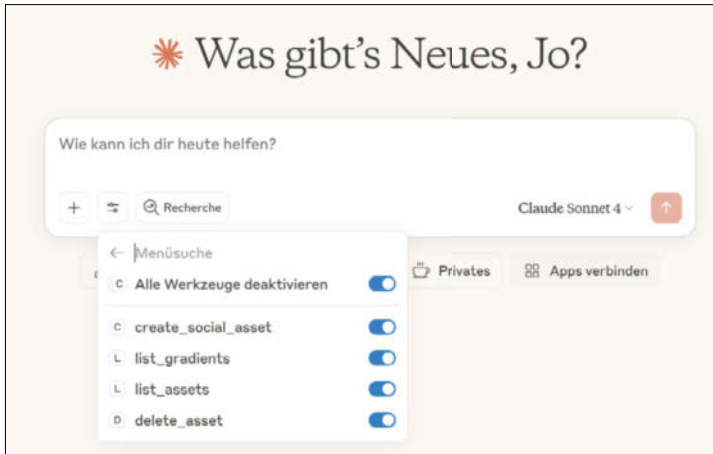 Was gibt's Neues, Jo?
Wie kann ich dir heute helfen?
Recherche
Claude Sonnet 4
Menüsuche
C Alle Werkzeuge deaktivieren
Privates
Apps verbinden
C create_social_asset
L list_gradients
L list_assets
D delete_asset